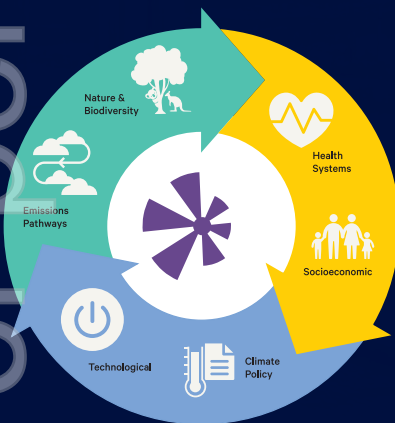 Nature &
Biodiversity
Health
Systems
Emissions
Pathways
Socioeconomic
Technological
Climate
Policy